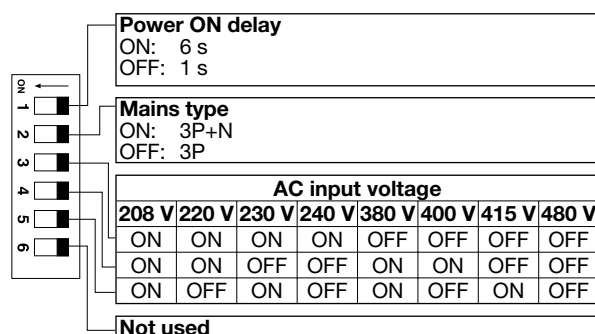 Power ON delay
ON: 6 s
OFF: 1 s
ON
1
2
3
4
5
6
Mains type
ON: 3P+N
OFF: 3P
AC input voltage
208 V 220 V 230 V 240 V 380 V 400 V 415 V 480 V
ON ON ON ON OFF OFF OFF OFF
ON ON OFF OFF ON ON OFF OFF
ON OFF ON OFF ON OFF ON OFF
Not used